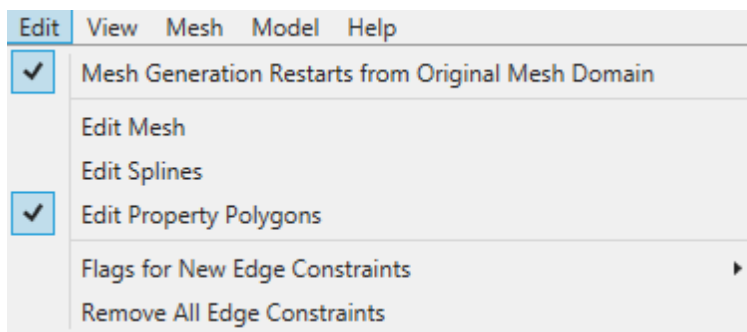 Edit View Mesh Model Help
Mesh Generation Restarts from Original Mesh Domain
Edit Mesh
Edit Splines
Edit Property Polygons
Flags for New Edge Constraints
Remove All Edge Constraints